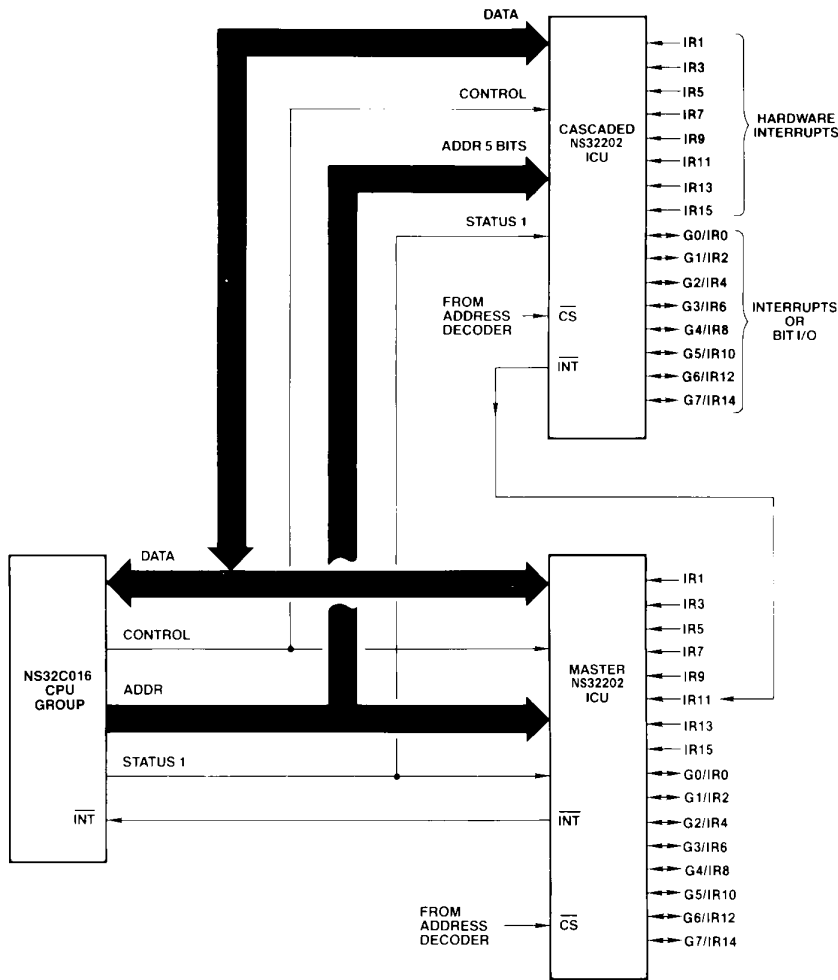 DATA
CONTROL
ADDR 5 BITS
STATUS 1
FROM
ADDRESS
DECODER
CASCADED
NS32202
ICU
CS
INT
IR1
IR3
IR5
IR7
IR9
IR11
IR13
IR15
G0/IR0
G1/IR2
G2/IR4
G3/IR6
G4/IR8
G5/IR10
G6/IR12
G7/IR14
HARDWARE
INTERRUPTS
INTERRUPTS
OR
BIT I/O
NS32C016
CPU
GROUP
INT
DATA
CONTROL
ADDR
STATUS 1
FROM
ADDRESS
DECODER
MASTER
NS32202
ICU
INT
CS
IR1
IR3
IR5
IR7
IR9
IR11
IR13
IR15
G0/IR0
G1/IR2
G2/IR4
G3/IR6
G4/IR8
G5/IR10
G6/IR12
G7/IR14